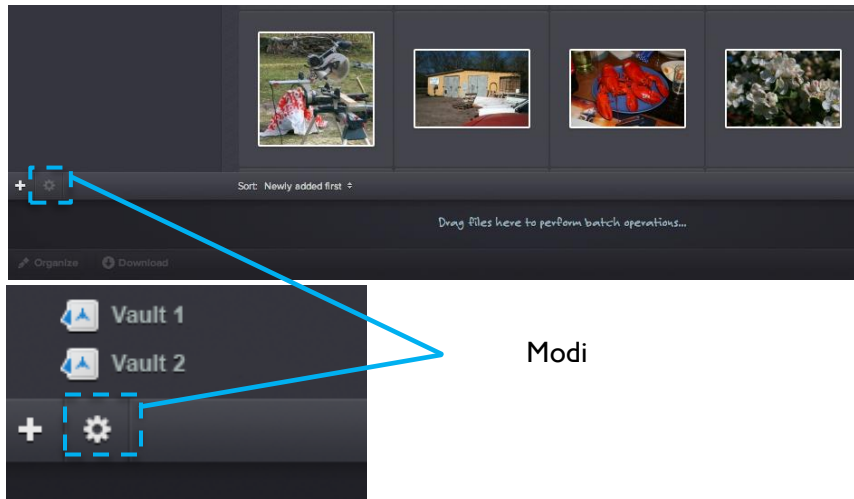 Sort: Newly added first
Drag files here to perform batch operations...
Organize
Download
Vault 1
Vault 2
Modi